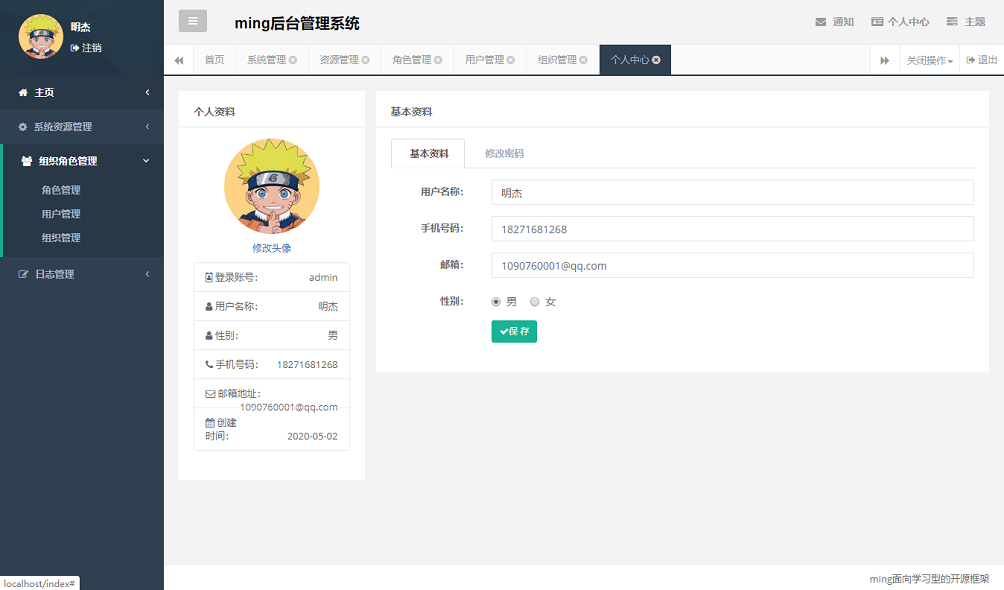 明杰
注销
主页
系统资源管理
组织角色管理
角色管理
用户管理
组织管理
日志管理
localhost/index#
ming后台管理系统
通知 个人中心 主题
首页 系统管理 资源管理 角色管理 用户管理 组织管理 个人中心 关闭操作 退出
个人资料
修改头像
登录账号: admin
用户名称: 明杰
性别: 男
手机号码: 18271681268
邮箱地址:
1090760001@qq.com
创建
时间: 2020-05-02
基本资料
基本资料 修改密码
用户名称: 明杰
手机号码: 18271681268
邮箱: 1090760001@qq.com
性别: 男 女
保 存
ming面向学习型的开源框架